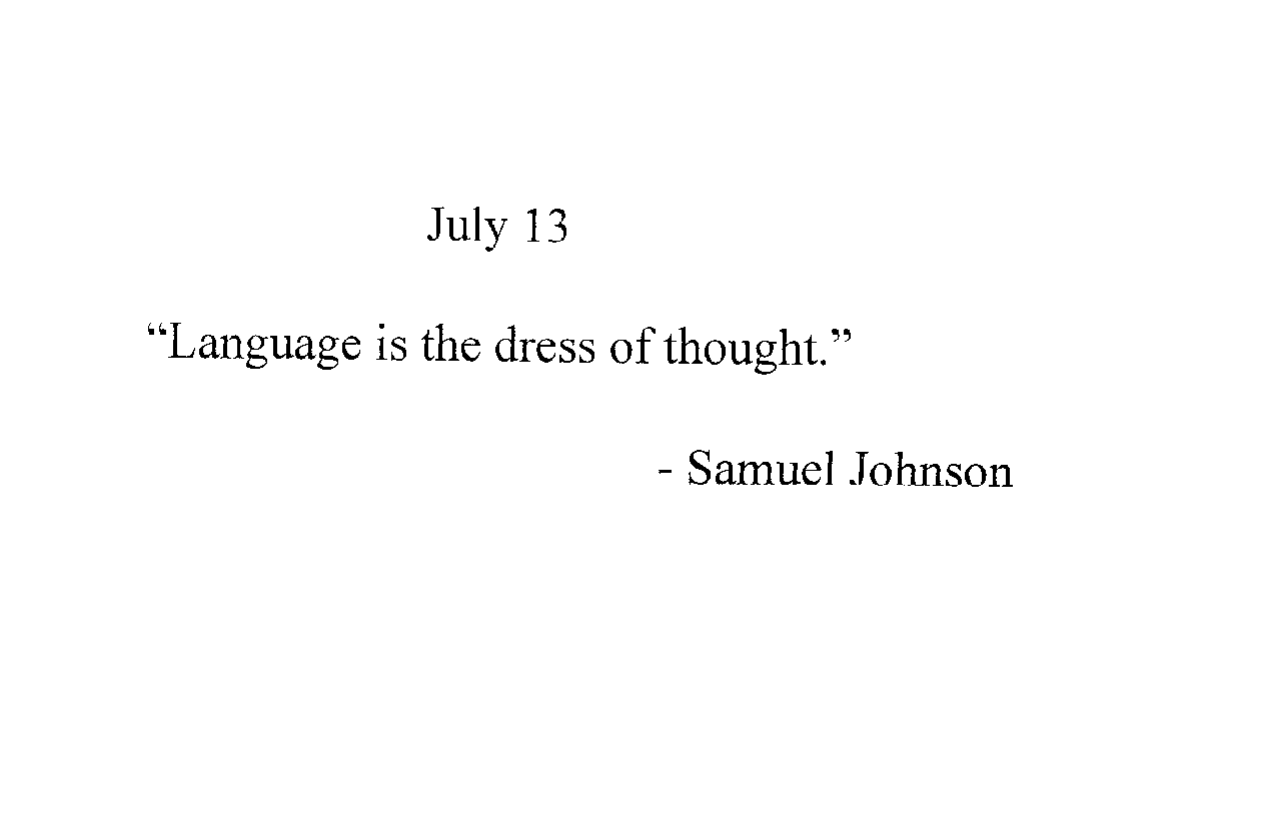 July 13
“Language is the dress of thought.”
- Samuel Johnson